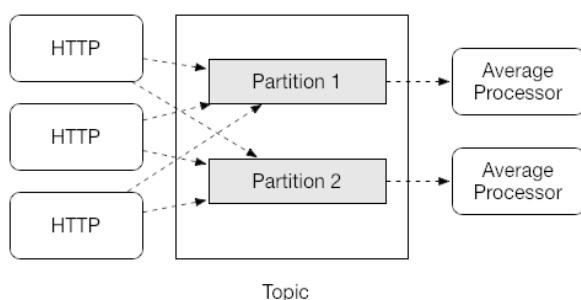 HTTP
HTTP
HTTP
Partition 1
Partition 2
Average
Processor
Average
Processor
Topic